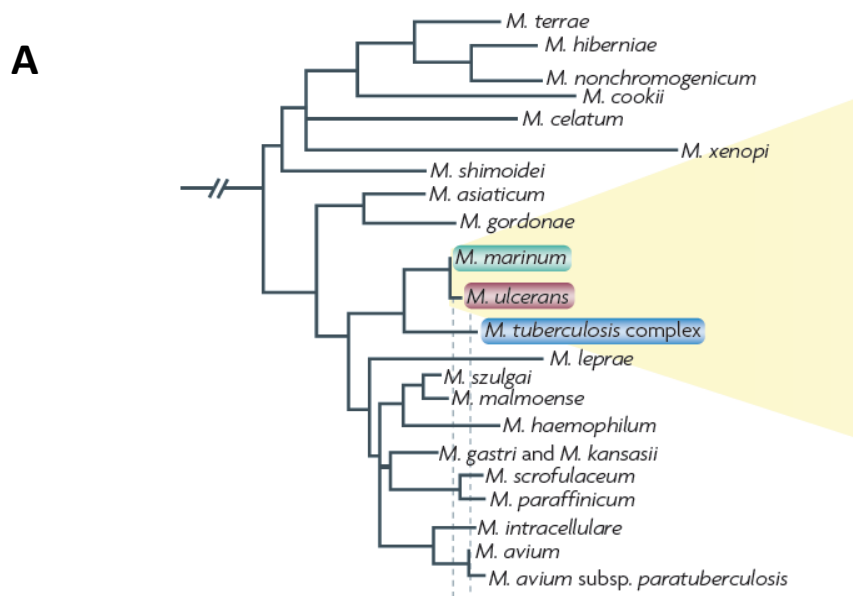 A
M. terrae
M. hiberniae
M. nonchromogenicum
M. cookii
M. celatum
M. xenopi
M. shimoidei
M. asiaticum
M. gordonae
M. marinum
M. ulcerans
M. tuberculosis complex
M. leprae
M. szulgai
M. malmoense
M. haemophilum
M. gastri and M. kansasii
M. scrofulaceum
M. paraffinicum
M. intracellulare
M. avium
M. avium subsp. paratuberculosis